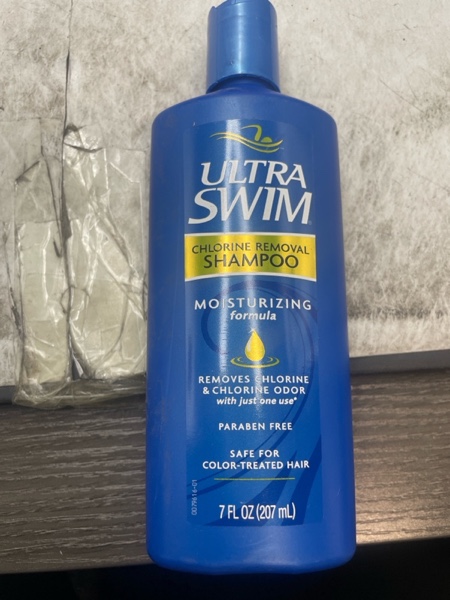 ULTRA
SWIM
CHLORINE REMOVAL
SHAMPOO
MOISTURIZING
formula
REMOVES CHLORINE
& CHLORINE ODOR
with just one use*
PARABEN FREE
SAFE FOR
COLOR-TREATED HAIR
7 FL OZ (207 mL)